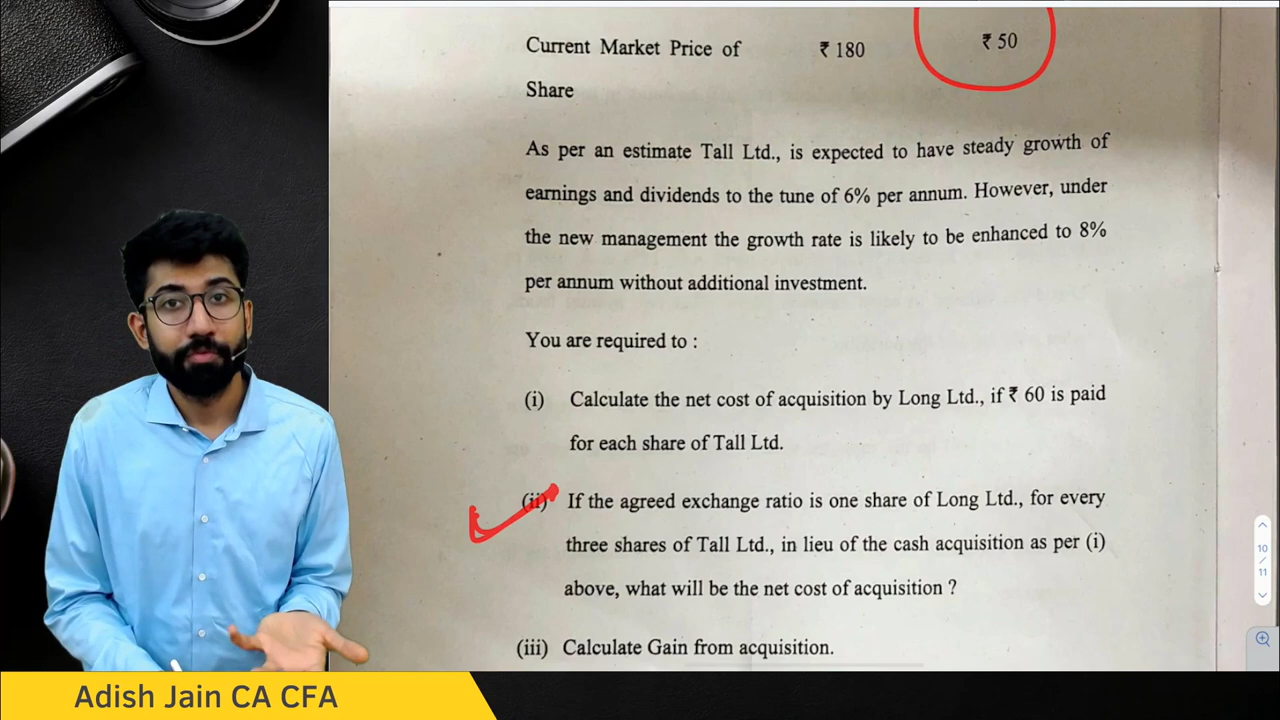 Current Market Price of ₹ 180 ₹ 50
Share
As per an estimate Tall Ltd., is expected to have steady growth of
earnings and dividends to the tune of 6% per annum. However, under
the new management the growth rate is likely to be enhanced to 8%
per annum without additional investment.
You are required to :
(i) Calculate the net cost of acquisition by Long Ltd., if ₹ 60 is paid
for each share of Tall Ltd.
(ii) If the agreed exchange ratio is one share of Long Ltd., for every
three shares of Tall Ltd., in lieu of the cash acquisition as per (i)
above, what will be the net cost of acquisition ?
(iii) Calculate Gain from acquisition.
10
/
11
Adish Jain CA CFA